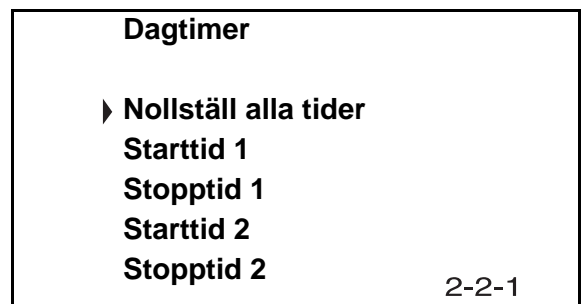 Dagtimer
Nollställ alla tider
Starttid 1
Stopptid 1
Starttid 2
Stopptid 2
2-2-1